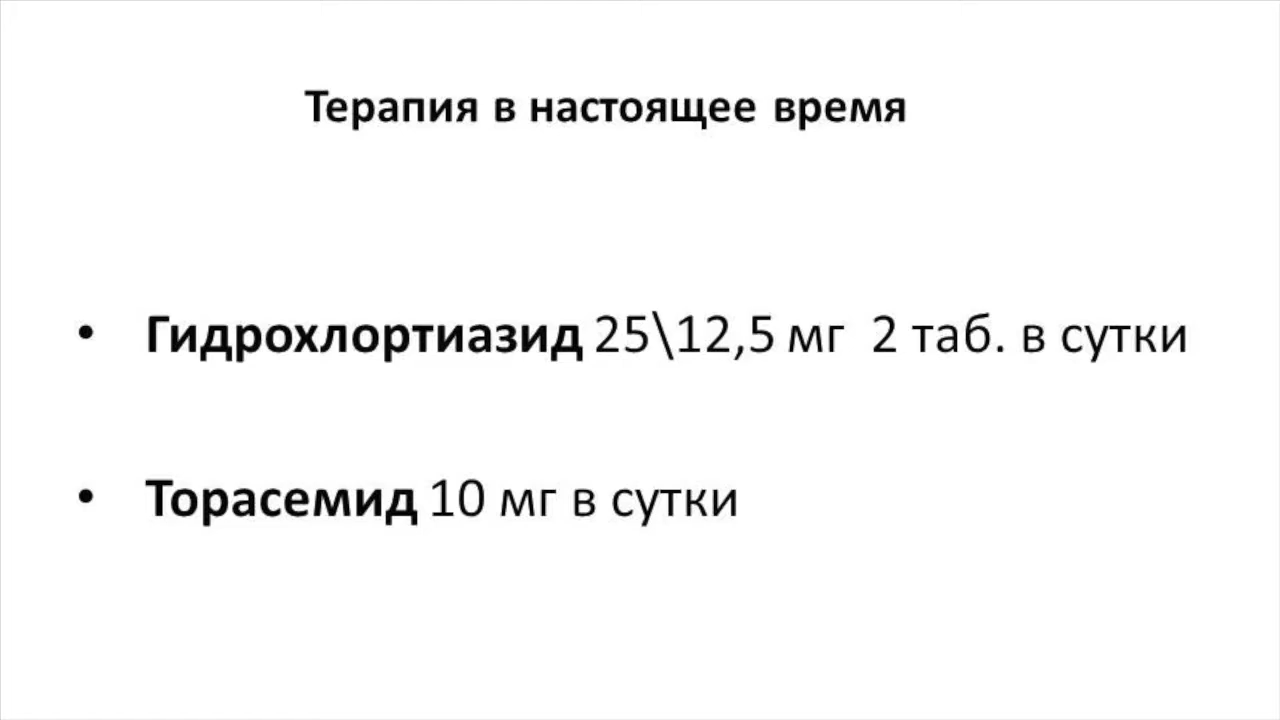 Терапия в настоящее время
• Гидрохлортиазид 25\12,5 мг 2 таб. в сутки
• Торасемид 10 мг в сутки